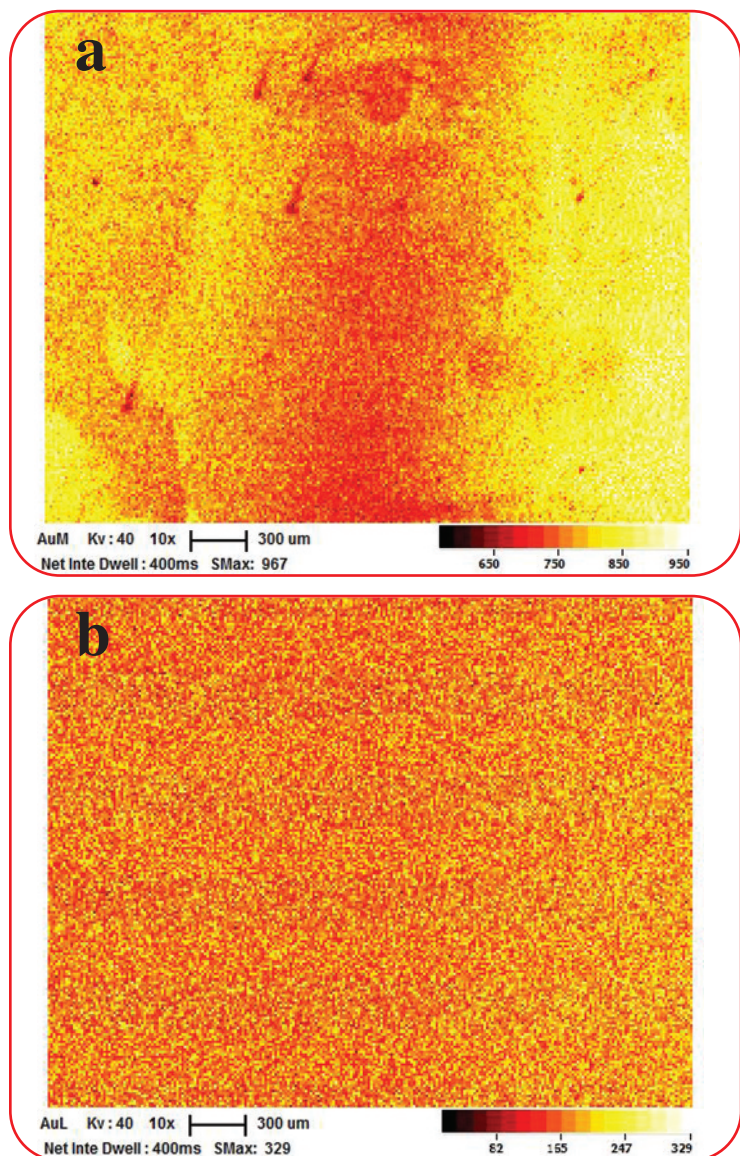 a
AuM Kv: 40 10x 300 um
650 750 850 950
Net Inte Dwell : 400ms SMax: 967
b
AuL Kv: 40 10x 300 um
82 155 247 329
Net Inte Dwell : 400ms SMax: 329